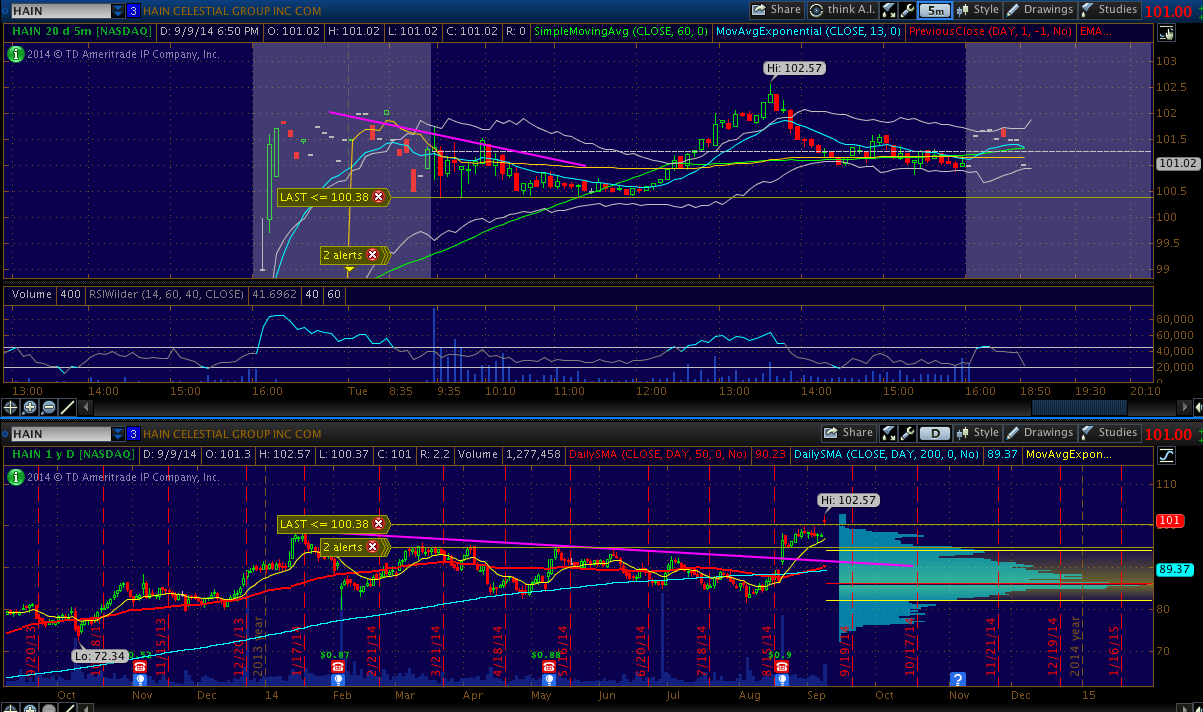 HAIN 3 HAIN CELESTIAL GROUP INC COM Share think A.I. 5m Style Drawings Studies 101.00
HAIN 20 d 5m [NASDAQ] D: 9/9/14 6:50 PM O: 101.02 H: 101.02 L: 101.02 C: 101.02 R: 0 SimpleMovingAvg (CLOSE, 60, 0) MovAvgExponential (CLOSE, 13, 0) PreviousClose (DAY, 1, -1, No) EMA...
2014 © TD Ameritrade IP Company, Inc.
103
Hi: 102.57
102.5
102
101.5
101.02
100.5
LAST <= 100.38
100
99.5
2 alerts
99
Volume 400 RSIWilder (14, 60, 40, CLOSE) 41.6962 40 60
80,000
60,000
40,000
20,000
0
13:00 14:00 15:00 16:00 Tue 8:35 9:35 10:10 11:00 12:00 13:00 14:00 15:00 16:00 18:50 19:30 20:10
HAIN 3 HAIN CELESTIAL GROUP INC COM Share D Style Drawings Studies 101.00
HAIN 1 y D [NASDAQ] D: 9/9/14 O: 101.3 H: 102.57 L: 100.37 C: 101 R: 2.2 Volume 1,277,458 DailySMA (CLOSE, DAY, 50, 0, No) 90.23 DailySMA (CLOSE, DAY, 200, 0, No) 89.37 MovAvgExpon...
2014 © TD Ameritrade IP Company, Inc.
110
Hi: 102.57
LAST <= 100.38
101
2 alerts
89.37
80
70
Lo: 72.34
$0.87 $0.88 $0.9
12/21/13 2013 year 2/21/14 3/21/14 4/18/14 5/16/14 6/20/14 7/18/14 8/15/14 9/19/14 10/17/14 11/21/14 12/19/14 2014 year 1/16/15
Oct Nov Dec 14 Feb Mar Apr May Jun Jul Aug Sep Oct Nov Dec 15